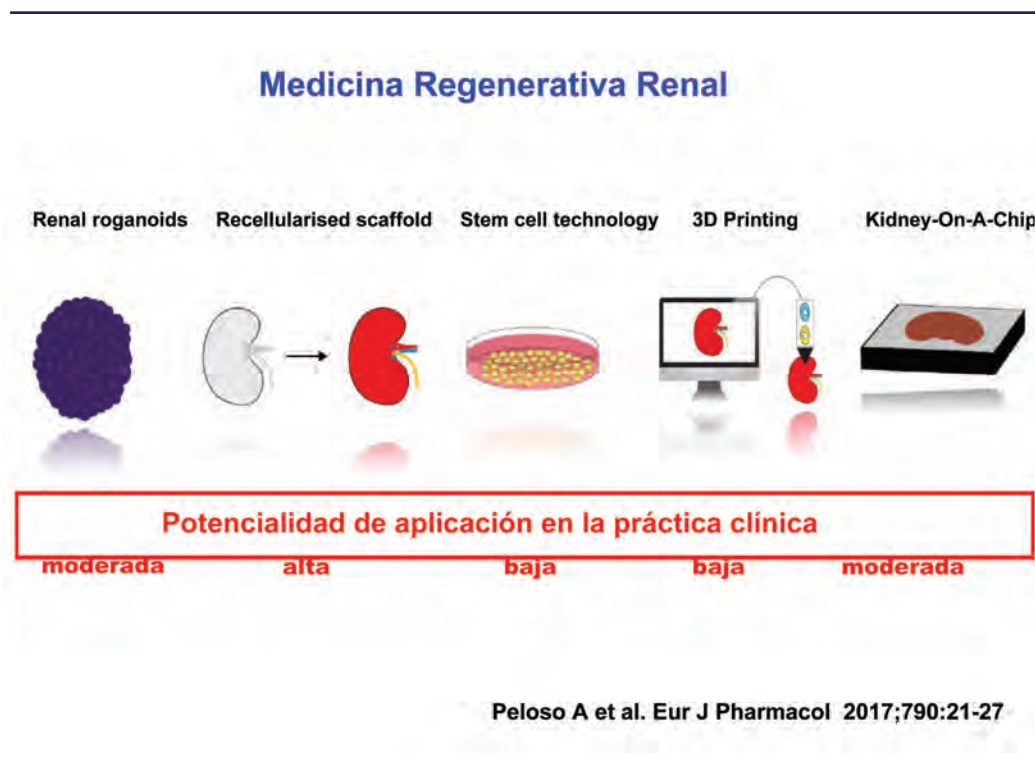 Medicina Regenerativa Renal
Renal roganoids Recellularised scaffold Stem cell technology 3D Printing Kidney-On-A-Chip
Potencialidad de aplicación en la práctica clínica
moderada alta baja baja moderada
Peloso A et al. Eur J Pharmacol 2017;790:21-27